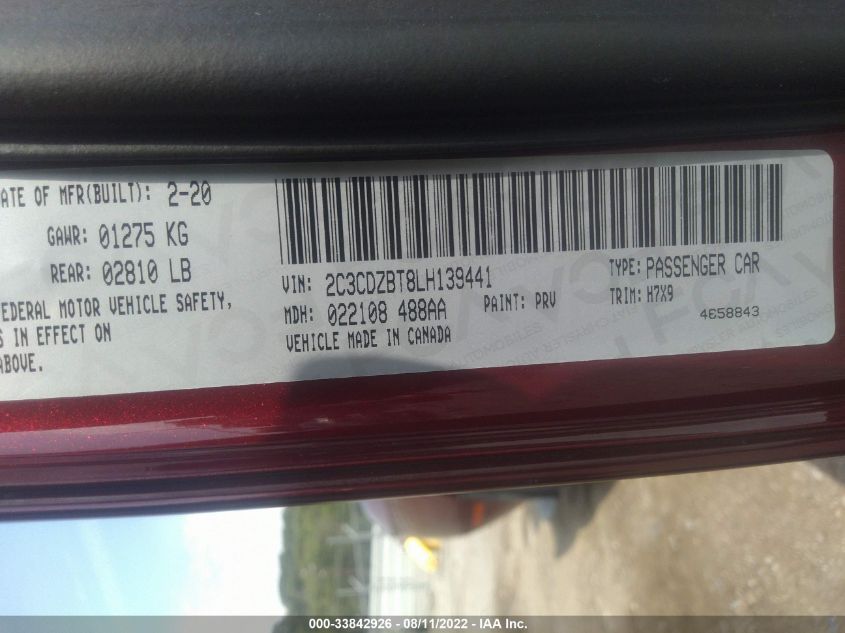 ATE OF MFR(BUILT): 2-20
GAWR: 01275 KG
REAR: 02810 LB
FEDERAL MOTOR VEHICLE SAFETY,
S IN EFFECT ON
ABOVE.
VIN: 2C3CDZBT8LH139441
TYPE: PASSENGER CAR
MDH: 022108 488AA
PAINT: PRV
TRIM: H7X9
VEHICLE MADE IN CANADA
4658843
000-33842926 - 08/11/2022 - IAA Inc.